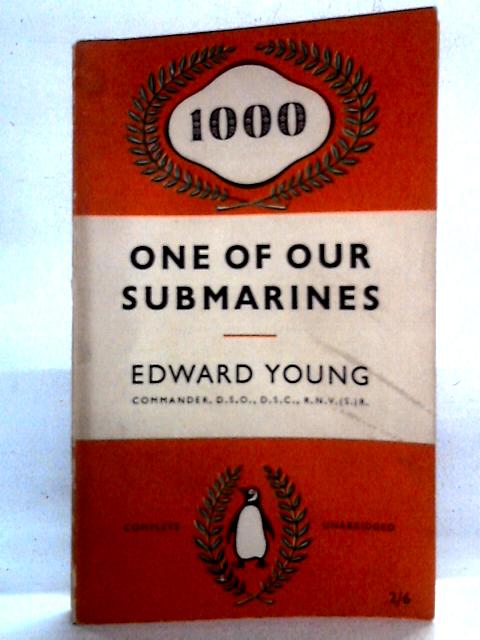 1000
ONE OF OUR
SUBMARINES
EDWARD YOUNG
COMMANDER, D.S.O., D.S.C., R.N.V.(S.)R.
COMPLETE UNABRIDGED
2/6